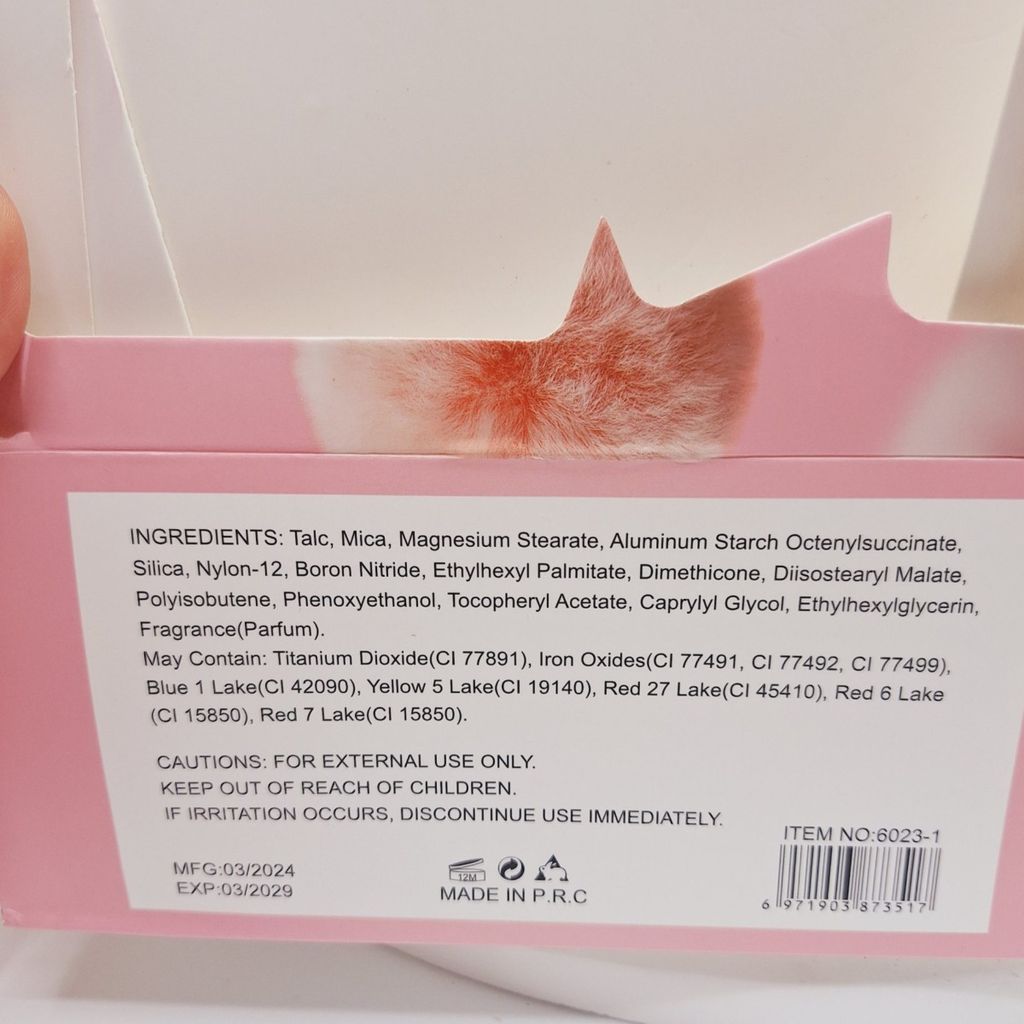 INGREDIENTS: Talc, Mica, Magnesium Stearate, Aluminum Starch Octenylsuccinate,
Silica, Nylon-12, Boron Nitride, Ethylhexyl Palmitate, Dimethicone, Diisostearyl Malate,
Polyisobutene, Phenoxyethanol, Tocopheryl Acetate, Caprylyl Glycol, Ethylhexylglycerin,
Fragrance(Parfum).
May Contain: Titanium Dioxide(CI 77891), Iron Oxides(CI 77491, CI 77492, CI 77499),
Blue 1 Lake(CI 42090), Yellow 5 Lake(CI 19140), Red 27 Lake(CI 45410), Red 6 Lake
(CI 15850), Red 7 Lake(CI 15850).
CAUTIONS: FOR EXTERNAL USE ONLY.
KEEP OUT OF REACH OF CHILDREN.
IF IRRITATION OCCURS, DISCONTINUE USE IMMEDIATELY.
MFG:03/2024
EXP:03/2029
12M
MADE IN P.R.C
ITEM NO:6023-1
6 971903 873517